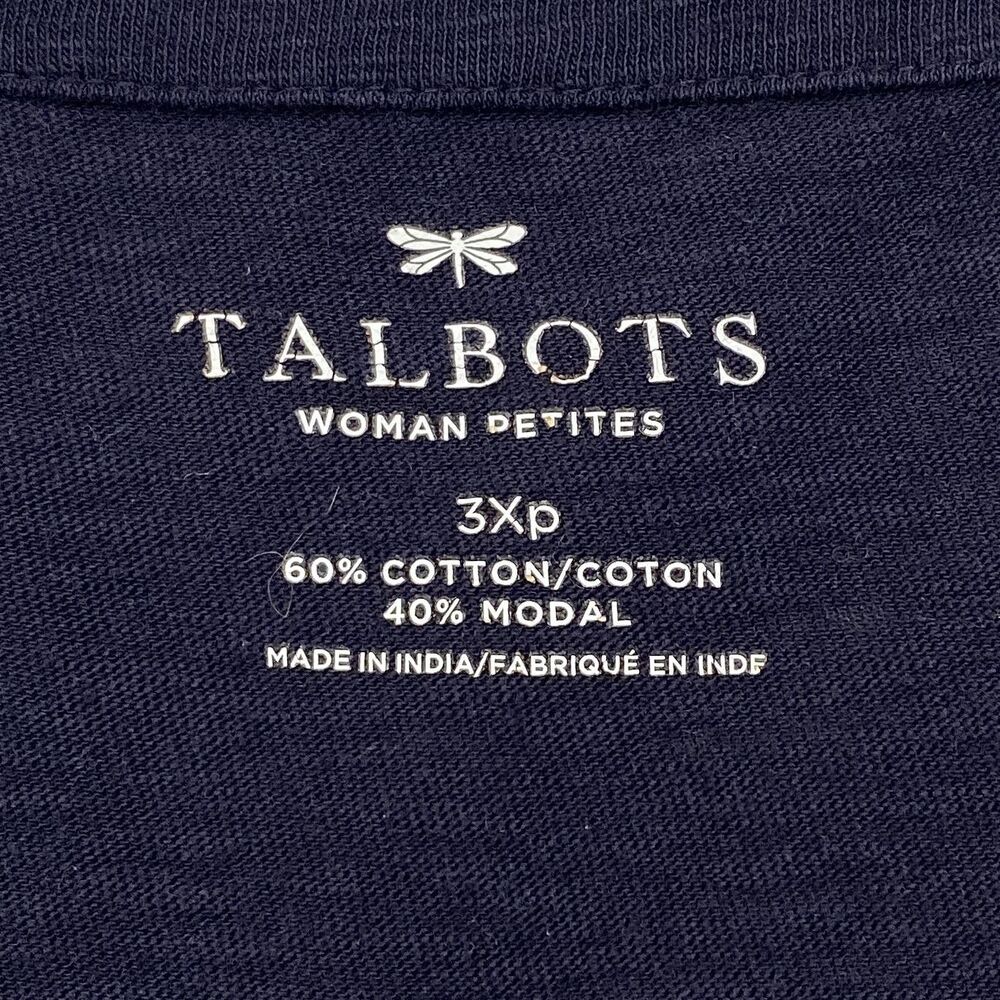 TALBOTS
WOMAN PETITES
3Xp
60% COTTON/COTON
40% MODAL
MADE IN INDIA/FABRIQUÉ EN INDE